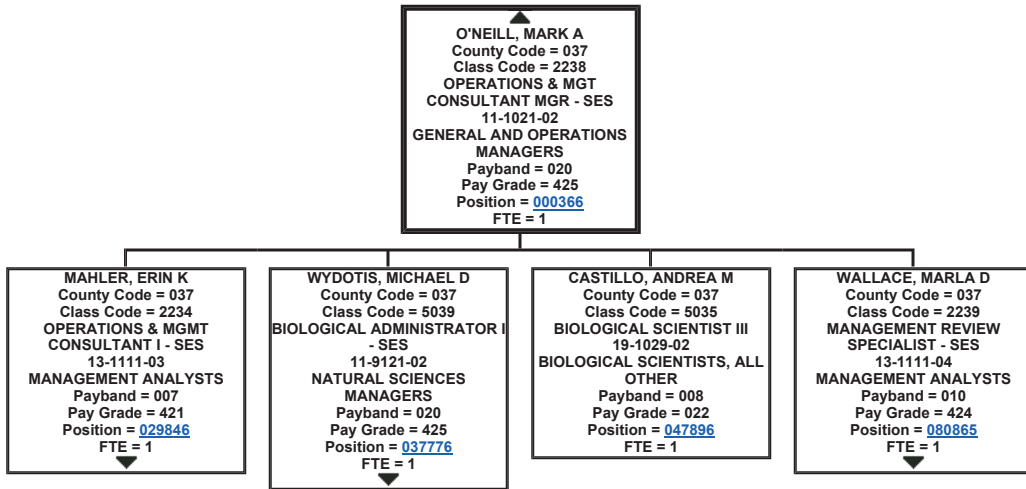 O'NEILL, MARK A
County Code = 037
Class Code = 2238
OPERATIONS & MGT
CONSULTANT MGR - SES
11-1021-02
GENERAL AND OPERATIONS
MANAGERS
Payband = 020
Pay Grade = 425
Position = 000366
FTE = 1
MAHLER, ERIN K
County Code = 037
Class Code = 2234
OPERATIONS & MGMT
CONSULTANT I - SES
13-1111-03
MANAGEMENT ANALYSTS
Payband = 007
Pay Grade = 421
Position = 029846
FTE = 1
WYDOTIS, MICHAEL D
County Code = 037
Class Code = 5039
BIOLOGICAL ADMINISTRATOR I
- SES
11-9121-02
NATURAL SCIENCES
MANAGERS
Payband = 020
Pay Grade = 425
Position = 037776
FTE = 1
CASTILLO, ANDREA M
County Code = 037
Class Code = 5035
BIOLOGICAL SCIENTIST III
19-1029-02
BIOLOGICAL SCIENTISTS, ALL
OTHER
Payband = 008
Pay Grade = 022
Position = 047896
FTE = 1
WALLACE, MARLA D
County Code = 037
Class Code = 2239
MANAGEMENT REVIEW
SPECIALIST - SES
13-1111-04
MANAGEMENT ANALYSTS
Payband = 010
Pay Grade = 424
Position = 080865
FTE = 1